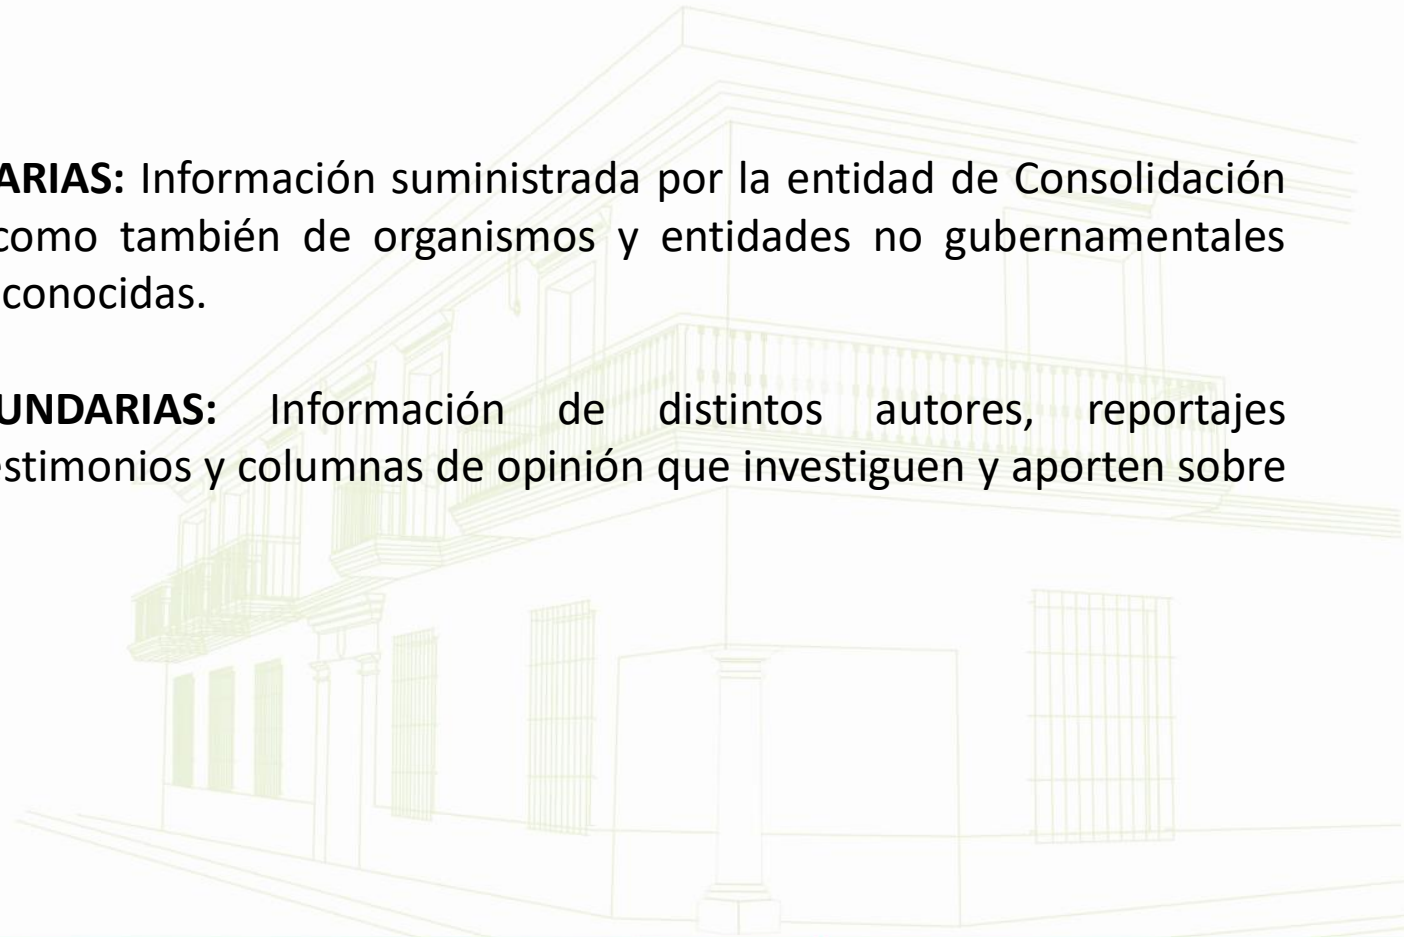 ARIAS: Información suministrada por la entidad de Consolidación
como también de organismos y entidades no gubernamentales
conocidas.
UNDARIAS: Información de distintos autores, reportajes
estimonios y columnas de opinión que investiguen y aporten sobre